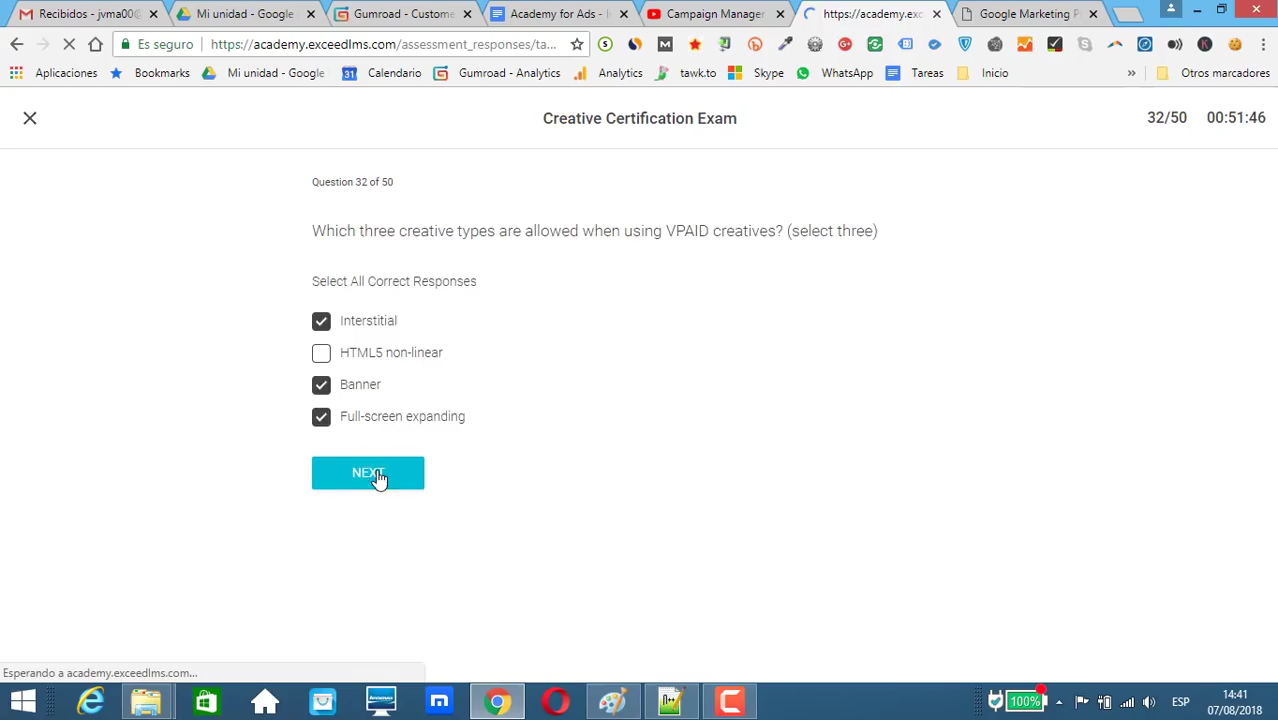 Recibidos - jvma00@ Mi unidad - Google Gumroad - Custome Academy for Ads - I Campaign Manager https://academy.exc Google Marketing P
Es seguro https://academy.exceedlms.com/assessment_responses/ta...
Aplicaciones Bookmark Mi unidad - Google 31 Calendario Gumroad - Analytics Analytics tawk.to Skype WhatsApp Tareas Inicio » Otros marcadores
Creative Certification Exam 32/50 00:51:46
Question 32 of 50
Which three creative types are allowed when using VPAID creatives? (select three)
Select All Correct Responses
Interstitial
HTML5 non-linear
Banner
Full-screen expanding
NEXT
Esperando a academy.exceedlms.com...
100% ESP 14:41
07/08/2018